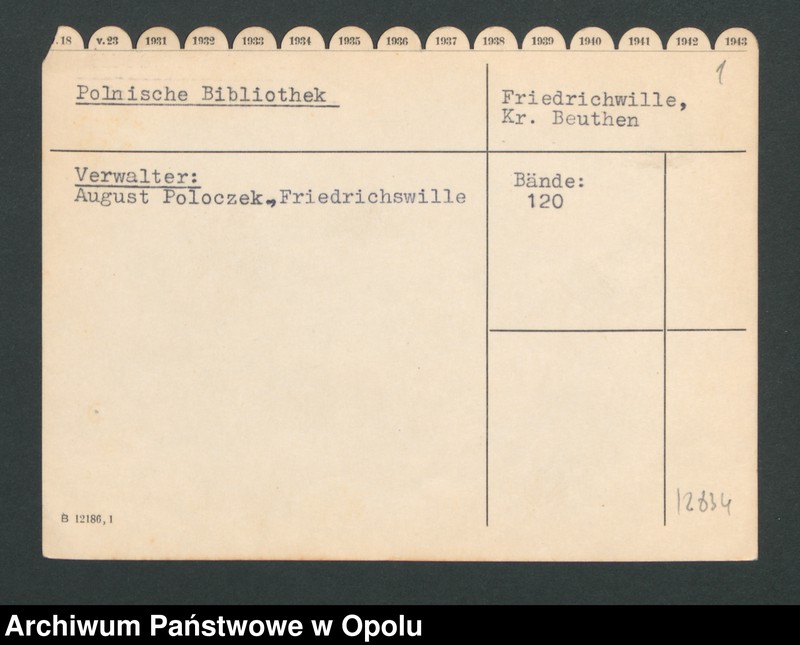 .18 v.23 1931 1932 1933 1934 1935 1936 1937 1938 1939 1940 1941 1942 1943
1
Polnische Bibliothek
Friedrichwille,
Kr. Beuthen
Verwalter:
August Poloczek, Friedrichswille
Bände:
120
12834
B 12186, 1
Archiwum Państwowe w Opolu